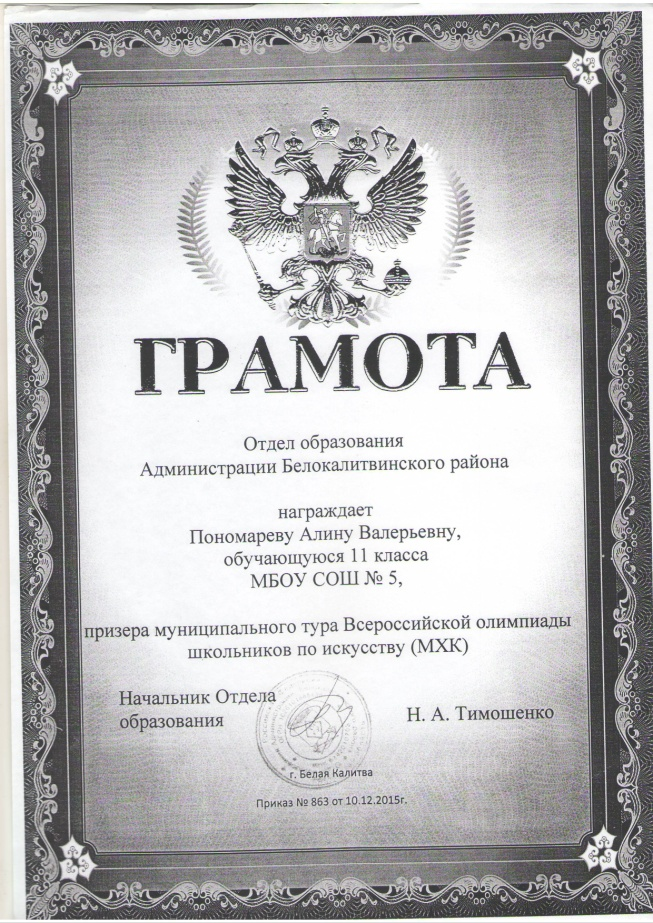 ГРАМОТА
Отдел образования
Администрации Белокалитвинского района
награждает
Пономареву Алину Валерьевну,
обучающуюся 11 класса
МБОУ СОШ № 5,
призера муниципального тура Всероссийской олимпиады
школьников по искусству (МХК)
Начальник Отдела
образования
Н. А. Тимошенко
г. Белая Калитва
Приказ № 863 от 10.12.2015г.